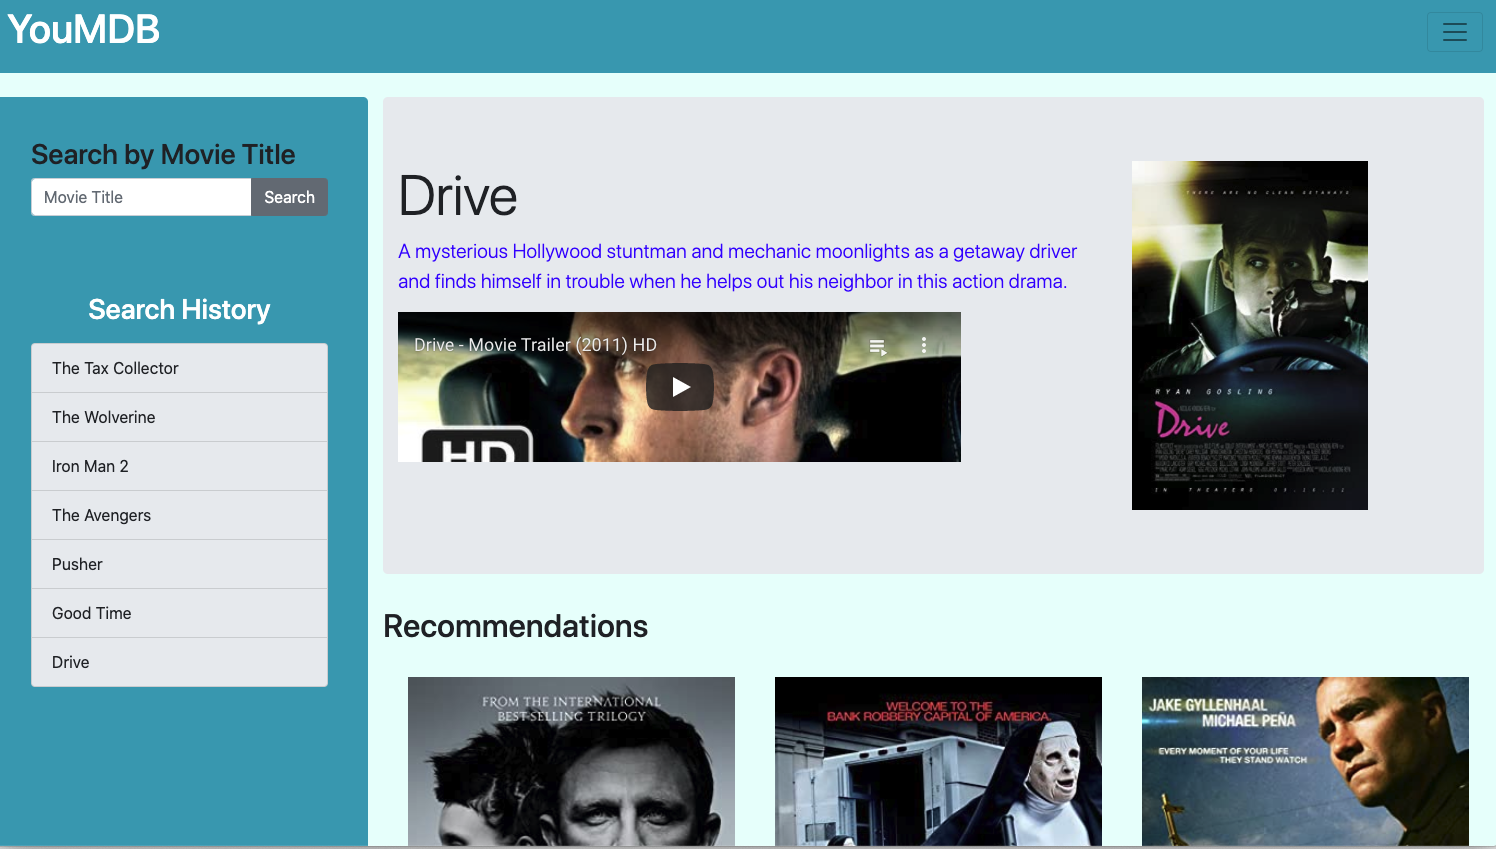 YouMDB
Search by Movie Title
Movie Title
Search
Search History
The Tax Collector
The Wolverine
Iron Man 2
The Avengers
Pusher
Good Time
Drive
Drive
A mysterious Hollywood stuntman and mechanic moonlights as a getaway driver
and finds himself in trouble when he helps out his neighbor in this action drama.
Drive - Movie Trailer (2011) HD
HD
THERE ARE NO CLEAN GETAWAYS
RYAN GOSLING
Drive
IN THEATERS 09.16.11
Recommendations
FROM THE INTERNATIONAL
BEST-SELLING TRILOGY
WELCOME TO THE
BANK ROBBERY CAPITAL OF AMERICA.
JAKE GYLLENHAAL
MICHAEL PEÑA
EVERY MOMENT OF YOUR LIFE
THEY STAND WATCH